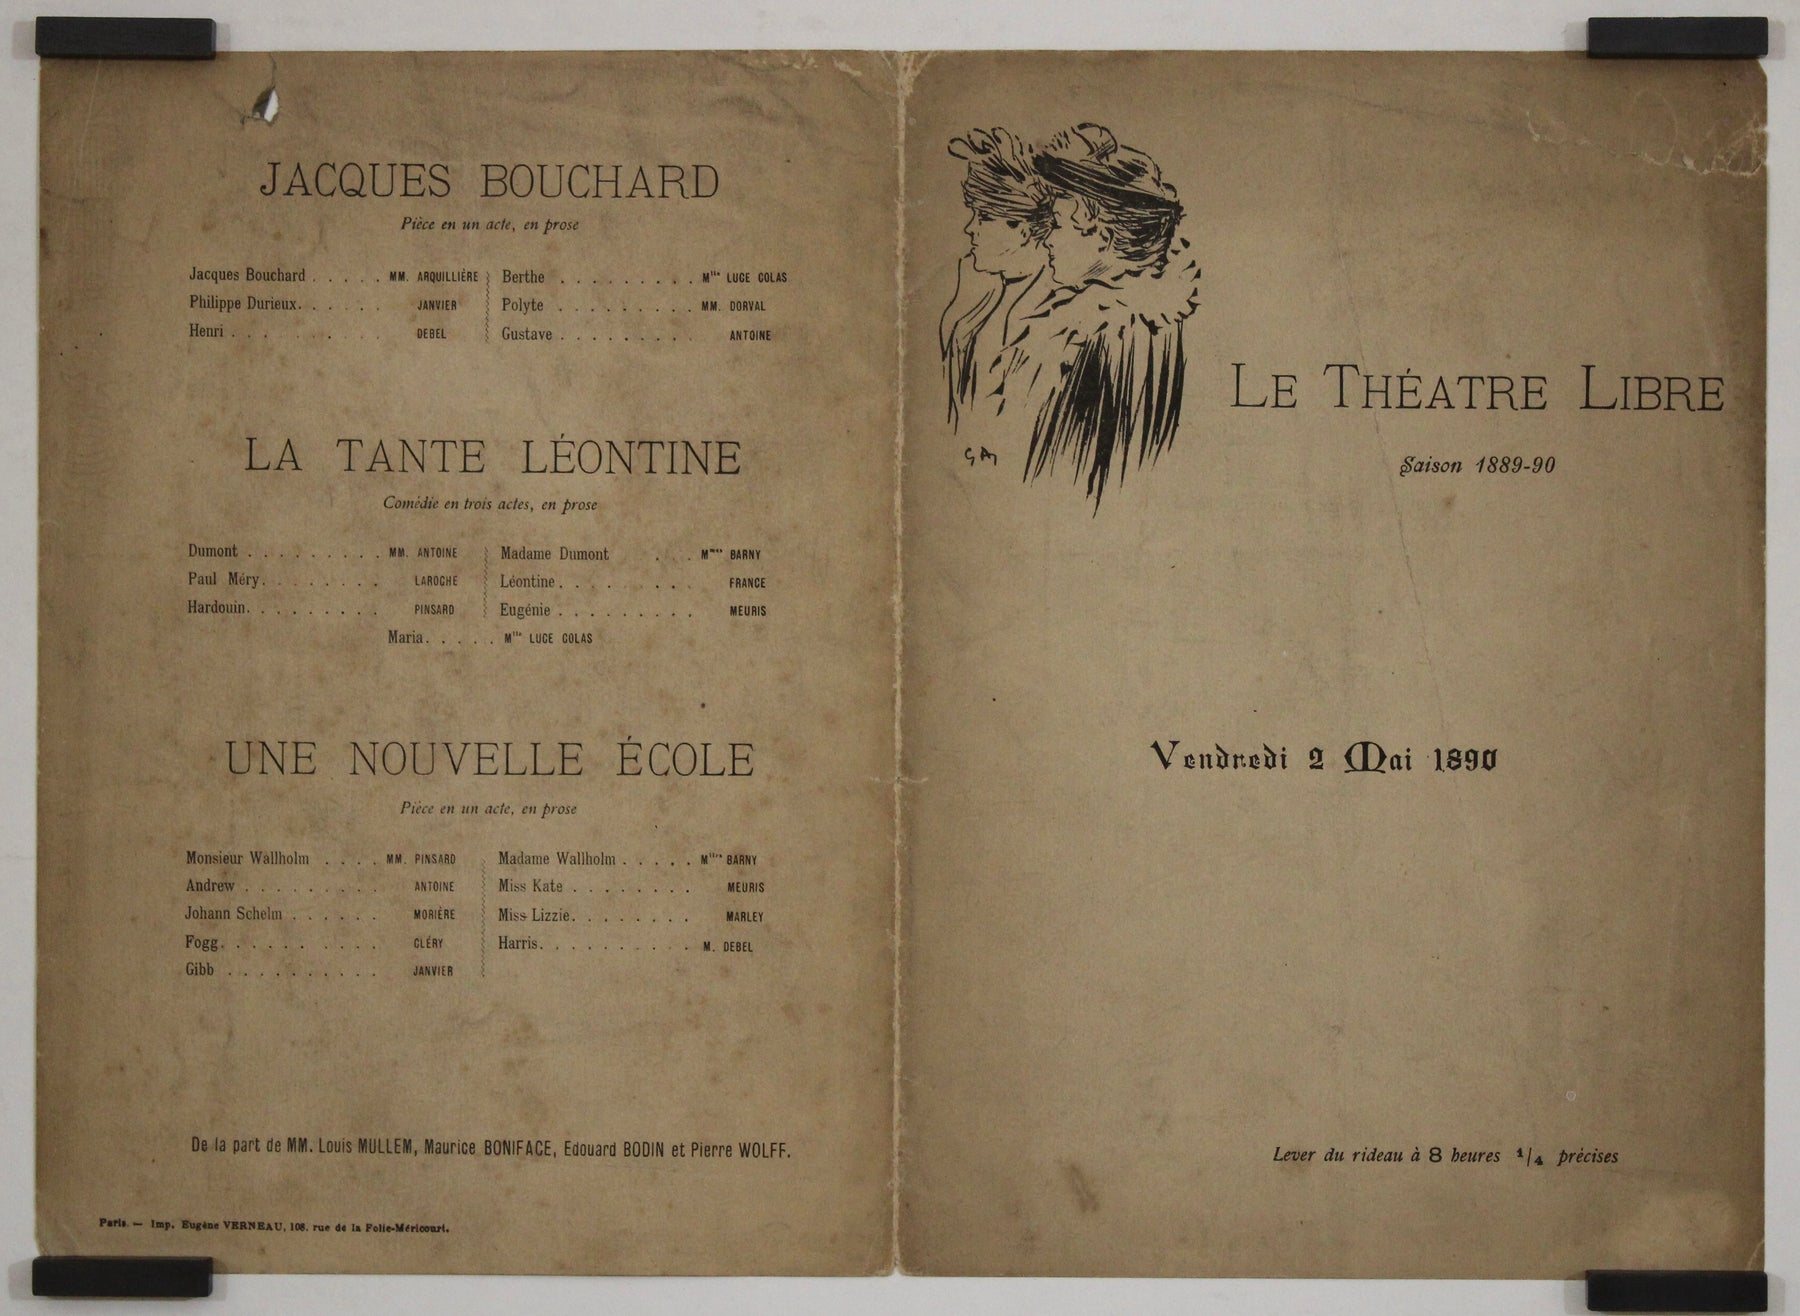 JACQUES BOUCHARD
Pièce en un acte, en prose
Jacques Bouchard . . . . . MM. ARQUILLIÈRE
Philippe Durieux. . . . . . JANVIER
Henri . . . . . . . . DEBEL
Berthe . . . . . . . . . Mlle LUCE COLAS
Polyte . . . . . . . . . MM. DORVAL
Gustave . . . . . . . . . ANTOINE
LA TANTE LÉONTINE
Comédie en trois actes, en prose
Dumont . . . . . . . . . MM. ANTOINE
Paul Méry. . . . . . . . LAROCHE
Hardouin. . . . . . . . . PINSARD
Madame Dumont . . . Mmes BARNY
Léontine. . . . . . . FRANCE
Eugénie . . . . . . . . . MEURIS
Maria. . . . . Mlle LUCE COLAS
UNE NOUVELLE ÉCOLE
Pièce en un acte, en prose
Monsieur Wallholm . . . . MM. PINSARD
Andrew . . . . . . . . . ANTOINE
Johann Schelm . . . . . . MORIÈRE
Fogg. . . . . . . . . . CLÉRY
Gibb . . . . . . . . . . JANVIER
Madame Wallholm . . . . . Mlles BARNY
Miss Kate . . . . . . . . MEURIS
Miss Lizzie. . . . . . . . MARLEY
Harris. . . . . . . . . . M. DEBEL
De la part de MM. Louis MULLEM, Maurice BONIFACE, Edouard BODIN et Pierre WOLFF.
Paris. — Imp. Eugène VERNEAU, 108, rue de la Folie-Méricourt.
GAJ
LE THÉATRE LIBRE
Saison 1889-90
Vendredi 2 Mai 1890
Lever du rideau à 8 heures 1/4 précises